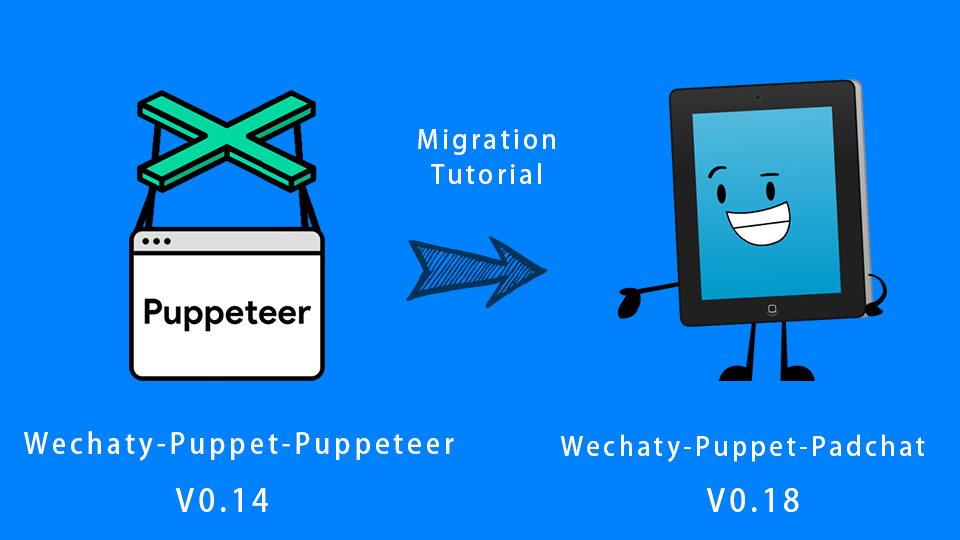 Migration
Tutorial
Puppeteer
Wechaty-Puppet-Puppeteer
V0.14
Wechaty-Puppet-Padchat
V0.18